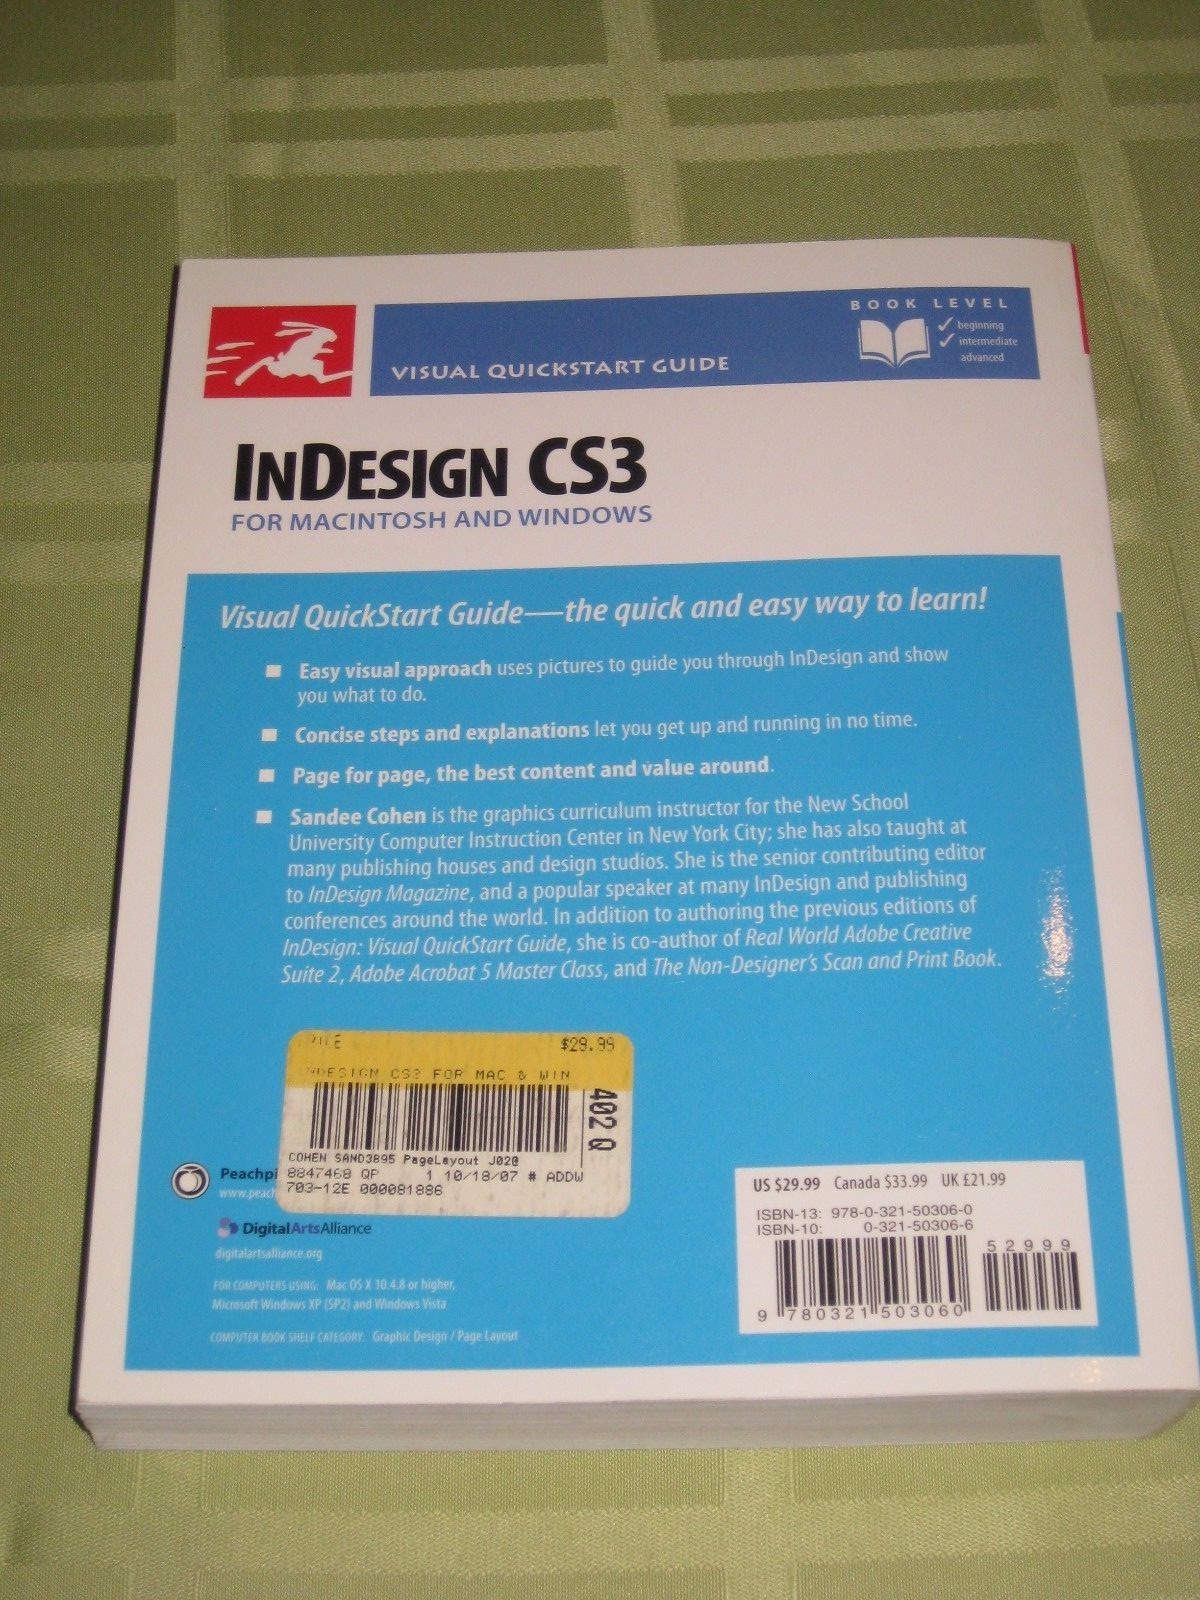 BOOK LEVEL
✓ beginning
✓ intermediate
advanced
VISUAL QUICKSTART GUIDE
INDESIGN CS3
FOR MACINTOSH AND WINDOWS
Visual QuickStart Guide—the quick and easy way to learn!
■ Easy visual approach uses pictures to guide you through InDesign and show
you what to do.
■ Concise steps and explanations let you get up and running in no time.
■ Page for page, the best content and value around.
■ Sandee Cohen is the graphics curriculum instructor for the New School
University Computer Instruction Center in New York City; she has also taught at
many publishing houses and design studios. She is the senior contributing editor
to InDesign Magazine, and a popular speaker at many InDesign and publishing
conferences around the world. In addition to authoring the previous editions of
InDesign: Visual QuickStart Guide, she is co-author of Real World Adobe Creative
Suite 2, Adobe Acrobat 5 Master Class, and The Non-Designer's Scan and Print Book.
$29.99
CS3 FOR MAC & WIN
402 Q
COHEN SAND3895 PageLayout J02@
8847468 QP 1 10/18/07 # ADDW
703-12E 000081886
Peachpi
www.peach
DigitalArtsAlliance
digitalartsalliance.org
FOR COMPUTERS USING: Mac OS X 10.4.8 or higher,
Microsoft Windows XP (SP2) and Windows Vista
COMPUTER BOOK SHELF CATEGORY: Graphic Design / Page Layout
US $29.99 Canada $33.99 UK £21.99
ISBN-13: 978-0-321-50306-0
ISBN-10: 0-321-50306-6
52999
9 780321 503060